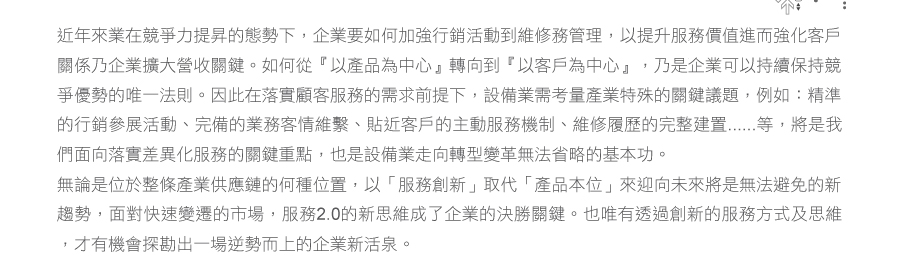 近年來業在競爭力提昇的態勢下，企業要如何加強行銷活動到維修務管理，以提升服務價值進而強化客戶
關係乃企業擴大營收關鍵。如何從『以產品為中心』轉向到『以客戶為中心』，乃是企業可以持續保持競
爭優勢的唯一法則。因此在落實顧客服務的需求前提下，設備業需考量產業特殊的關鍵議題，例如：精準
的行銷參展活動、完備的業務客情維繫、貼近客戶的主動服務機制、維修履歷的完整建置......等，將是我
們面向落實差異化服務的關鍵重點，也是設備業走向轉型變革無法省略的基本功。
無論是位於整條產業供應鏈的何種位置，以「服務創新」取代「產品本位」來迎向未來將是無法避免的新
趨勢，面對快速變遷的市場，服務2.0的新思維成了企業的決勝關鍵。也唯有透過創新的服務方式及思維
，才有機會探勘出一場逆勢而上的企業新活泉。